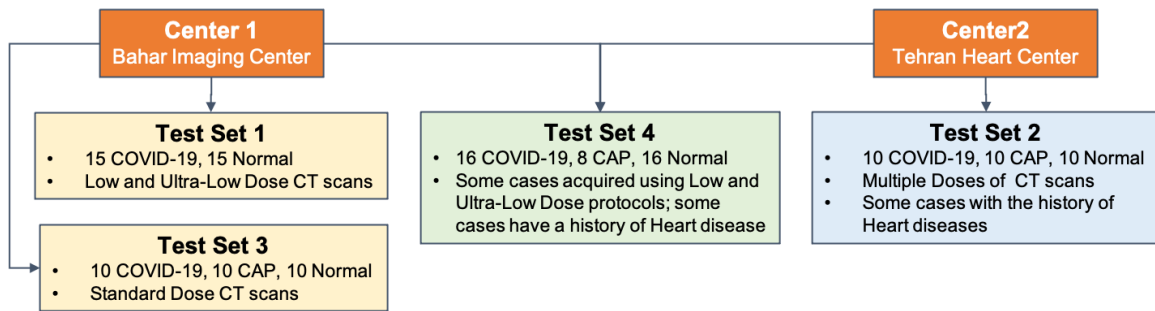 Center 1
Bahar Imaging Center
Center2
Tehran Heart Center
Test Set 1
• 15 COVID-19, 15 Normal
• Low and Ultra-Low Dose CT scans
Test Set 4
• 16 COVID-19, 8 CAP, 16 Normal
• Some cases acquired using Low and
Ultra-Low Dose protocols; some
cases have a history of Heart disease
Test Set 2
• 10 COVID-19, 10 CAP, 10 Normal
• Multiple Doses of CT scans
• Some cases with the history of
Heart diseases
Test Set 3
• 10 COVID-19, 10 CAP, 10 Normal
• Standard Dose CT scans